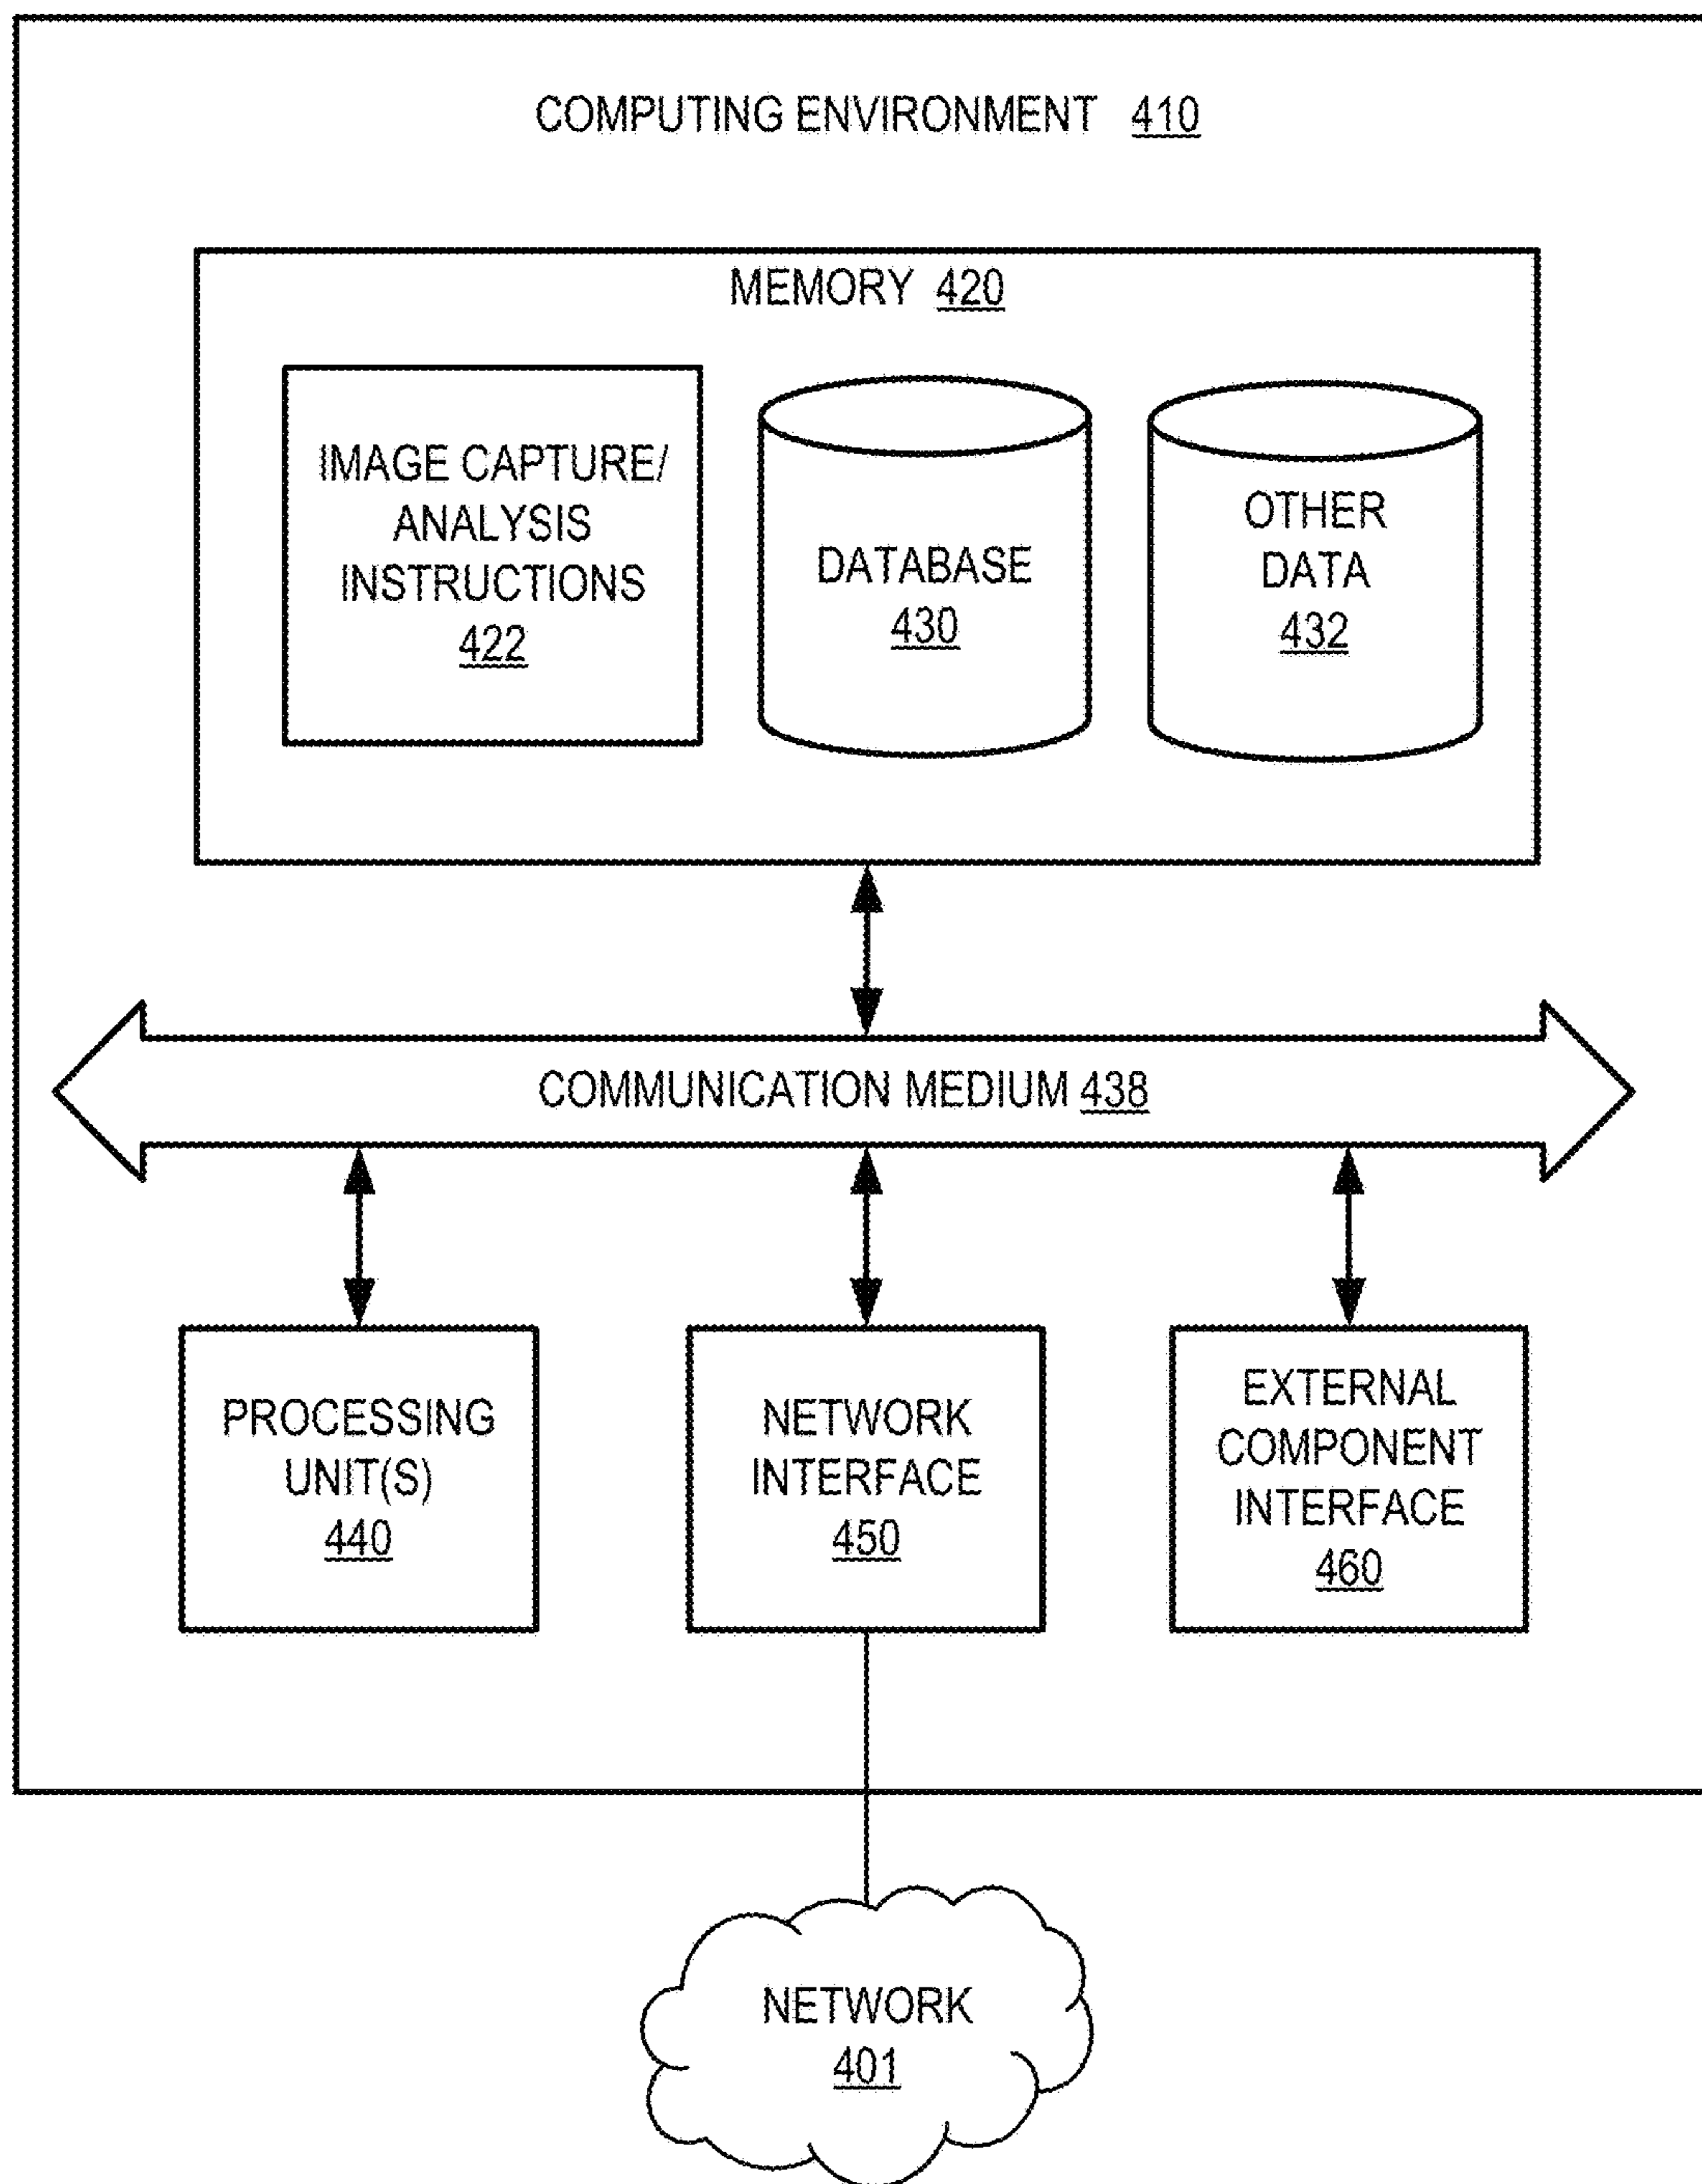 COMPUTING ENVIRONMENT 410
MEMORY 420
IMAGE CAPTURE/
ANALYSIS
INSTRUCTIONS
422
DATABASE
430
OTHER
DATA
432
COMMUNICATION MEDIUM 438
PROCESSING
UNIT(S)
440
NETWORK
INTERFACE
450
EXTERNAL
COMPONENT
INTERFACE
460
NETWORK
401